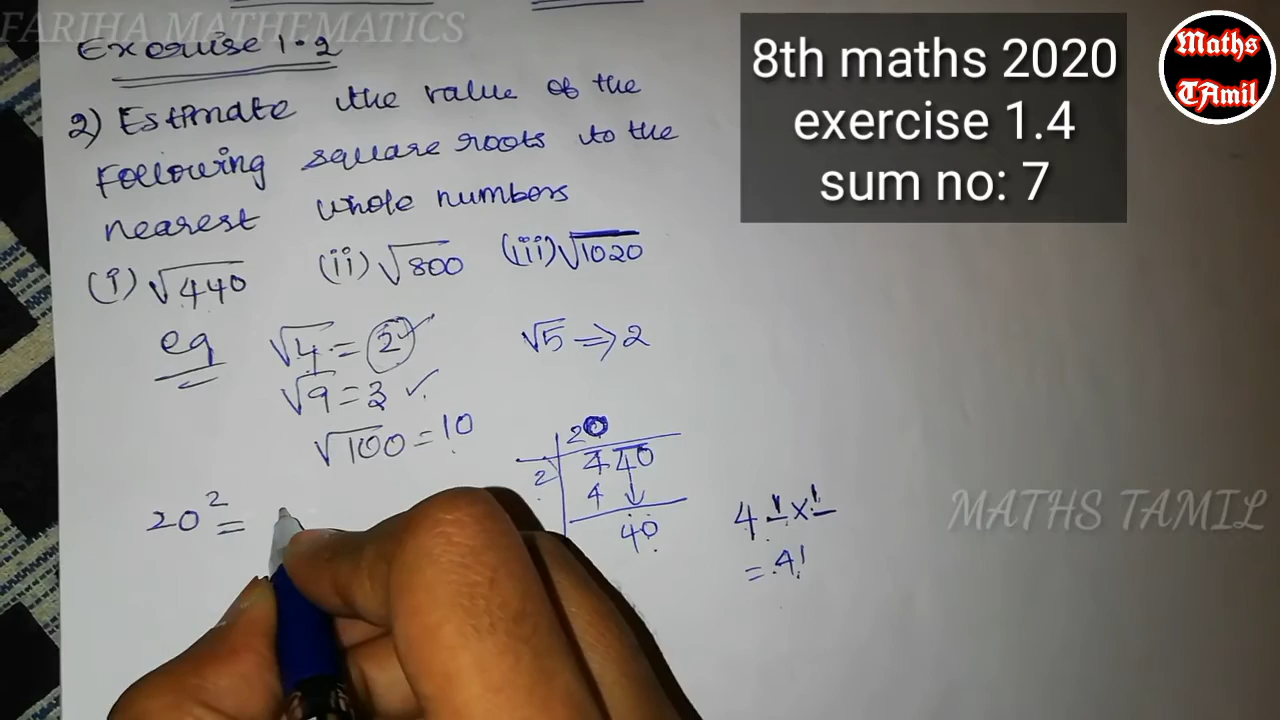 FARIHA MATHEMATICS
Exercise 1.2
2) Estimate the value of the
following square roots to the
nearest whole numbers
(i) √440 (ii) √800 (iii) √1020
eg √4 = 2 √5 => 2
√9 = 3 ✓
√100 = 10
20
2 440
4
40
4 1 x 1
= 41
20² =
8th maths 2020
exercise 1.4
sum no: 7
Maths
TAmil
MATHS TAMIL